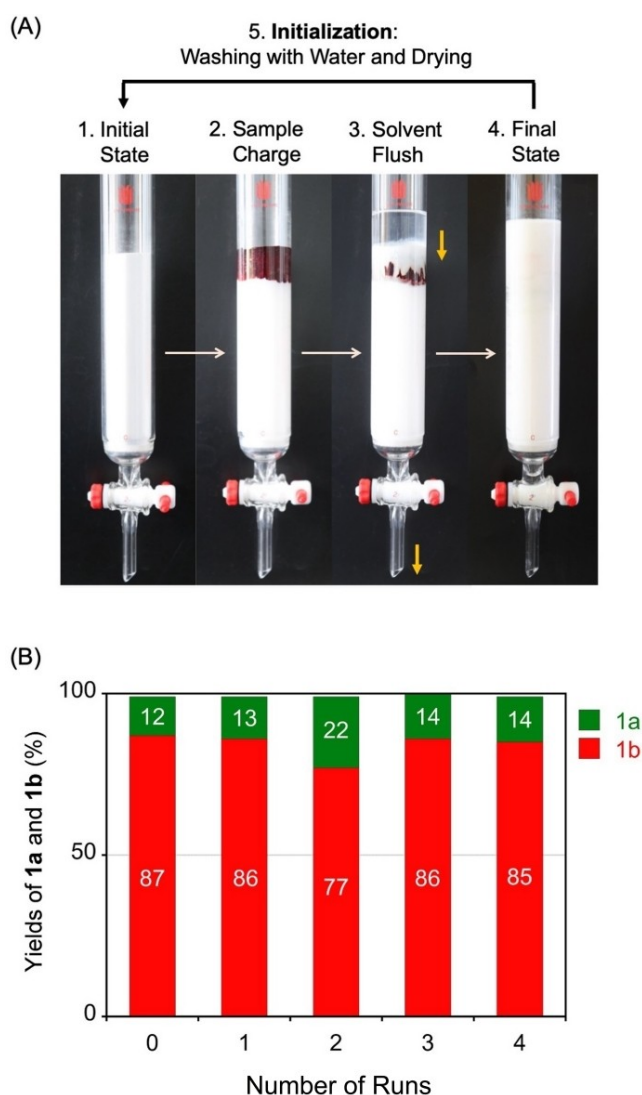 (A)
5. Initialization:
Washing with Water and Drying
1. Initial
State
2. Sample
Charge
3. Solvent
Flush
4. Final
State
(B)
100
50
0
Yields of 1a and 1b (%)
12
13
22
14
14
87
86
77
86
85
1a
1b
0
1
2
3
4
Number of Runs